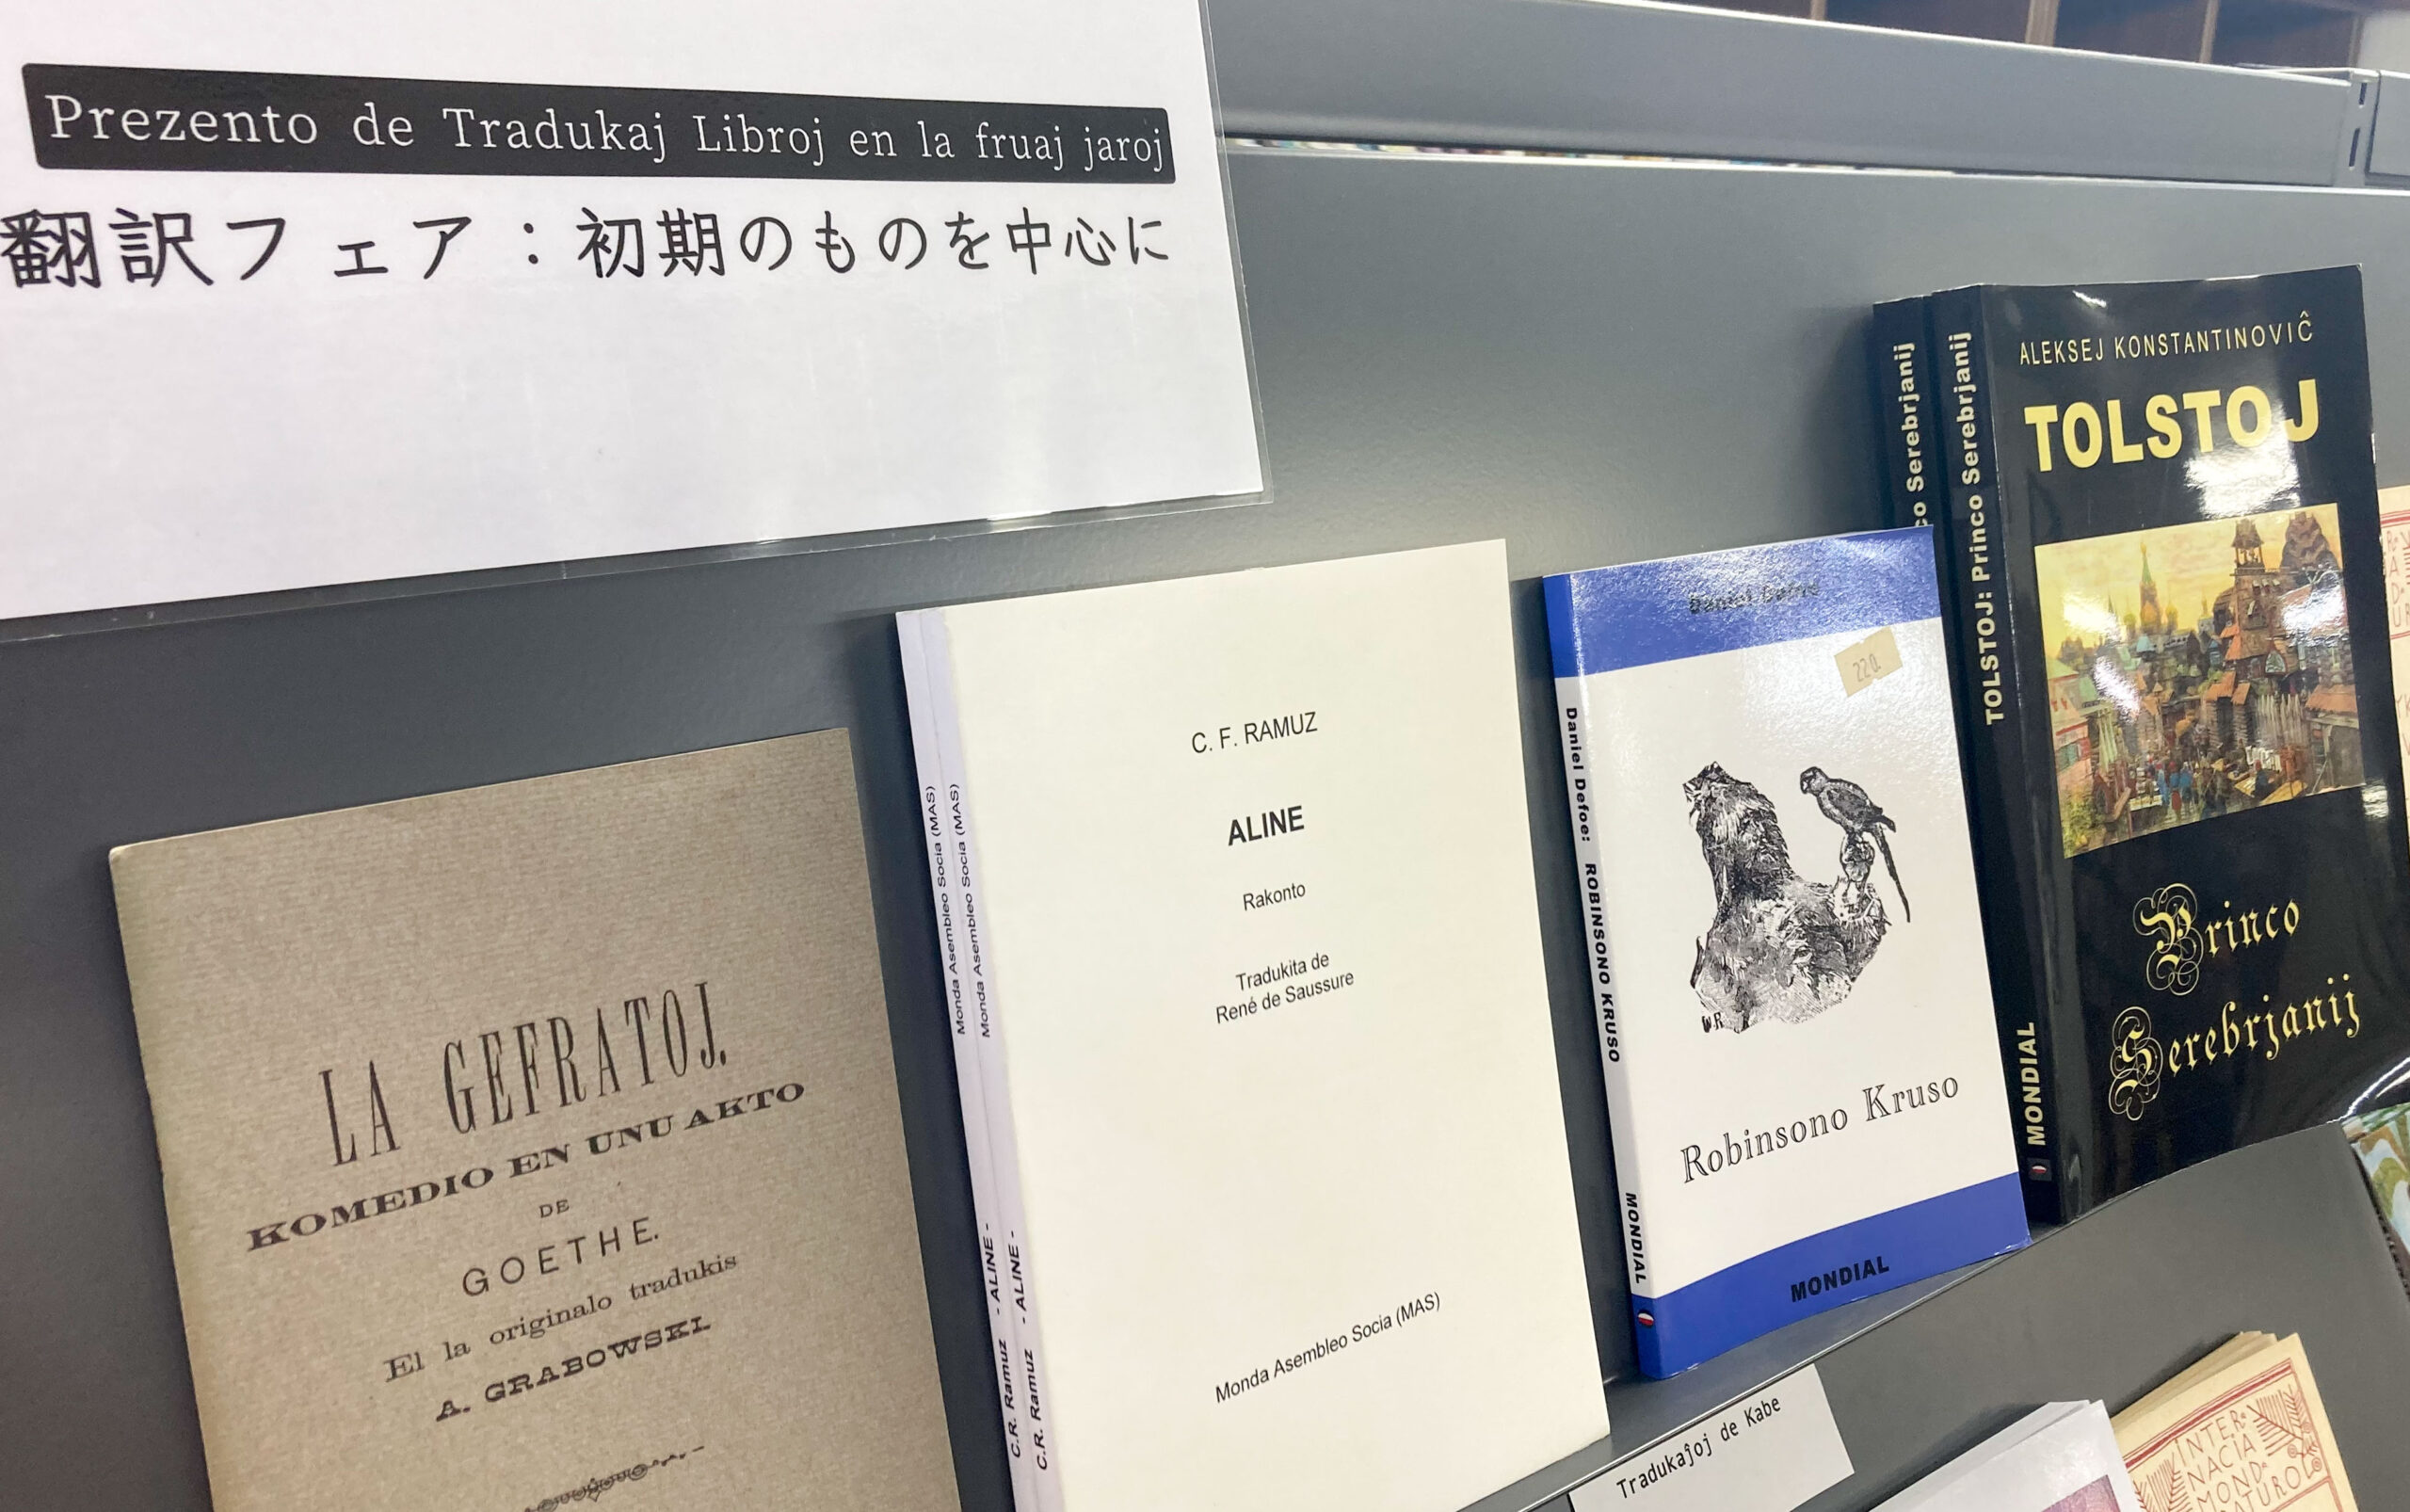 Prezento de Tradukaj Libroj en la fruaj jaroj
翻訳フェア：初期のものを中心に
LA GEFRATOJ.
KOMEDIO EN UNU AKTO
DE
GOETHE.
El la originalo tradukis
A. GRABOWSKI
Monda Asembleo Socia (MAS)
- ALINE -
C.R. Ramuz
Monda Asembleo Socia (MAS)
- ALINE -
C.R. Ramuz
C. F. RAMUZ
ALINE
Rakonto
Tradukita de
René de Saussure
Monda Asembleo Socia (MAS)
Daniel Defoe: ROBINSONO KRUSO
MONDIAL
Daniel Defoe
220.
WR
Robinsono Kruso
MONDIAL
Serebrjanij
TOLSTOJ: Princo Serebrjanij
MONDIAL
ALEKSEJ KONSTANTINOVIĈ
TOLSTOJ
Princo
Serebrjanij
Tradukaĵoj de Kabe
INTER-
NACIA
MOND-